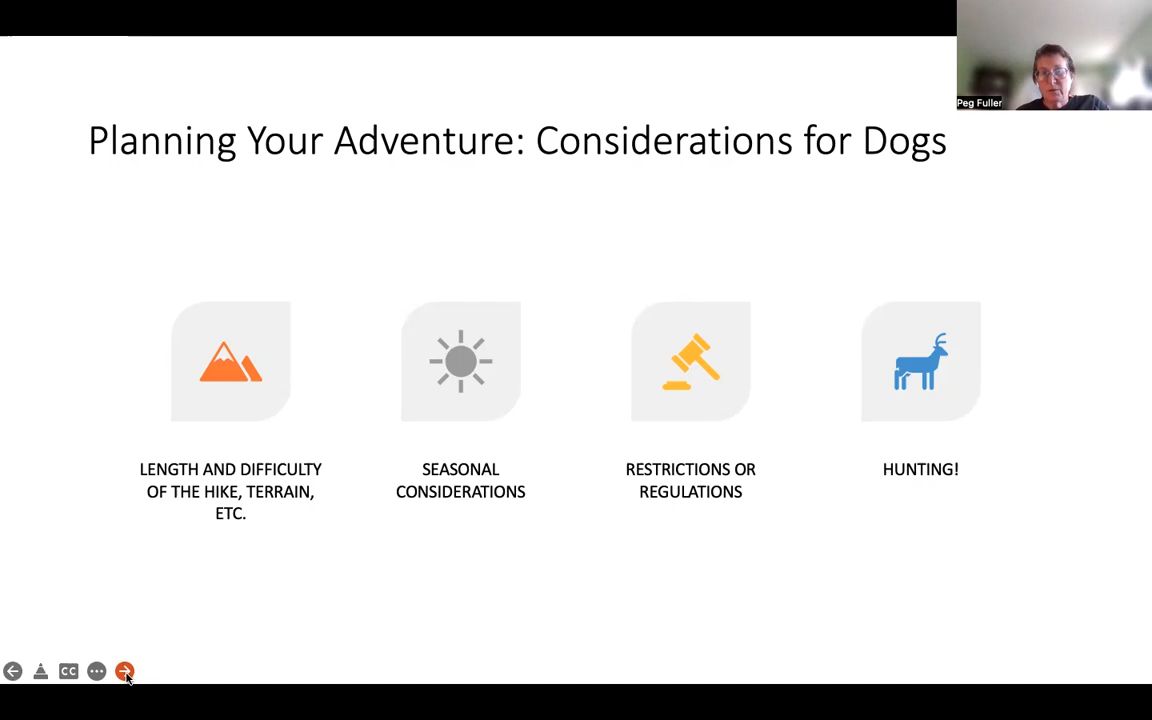 Peg Fuller
Planning Your Adventure: Considerations for Dogs
LENGTH AND DIFFICULTY
OF THE HIKE, TERRAIN,
ETC.
SEASONAL
CONSIDERATIONS
RESTRICTIONS OR
REGULATIONS
HUNTING!
CC